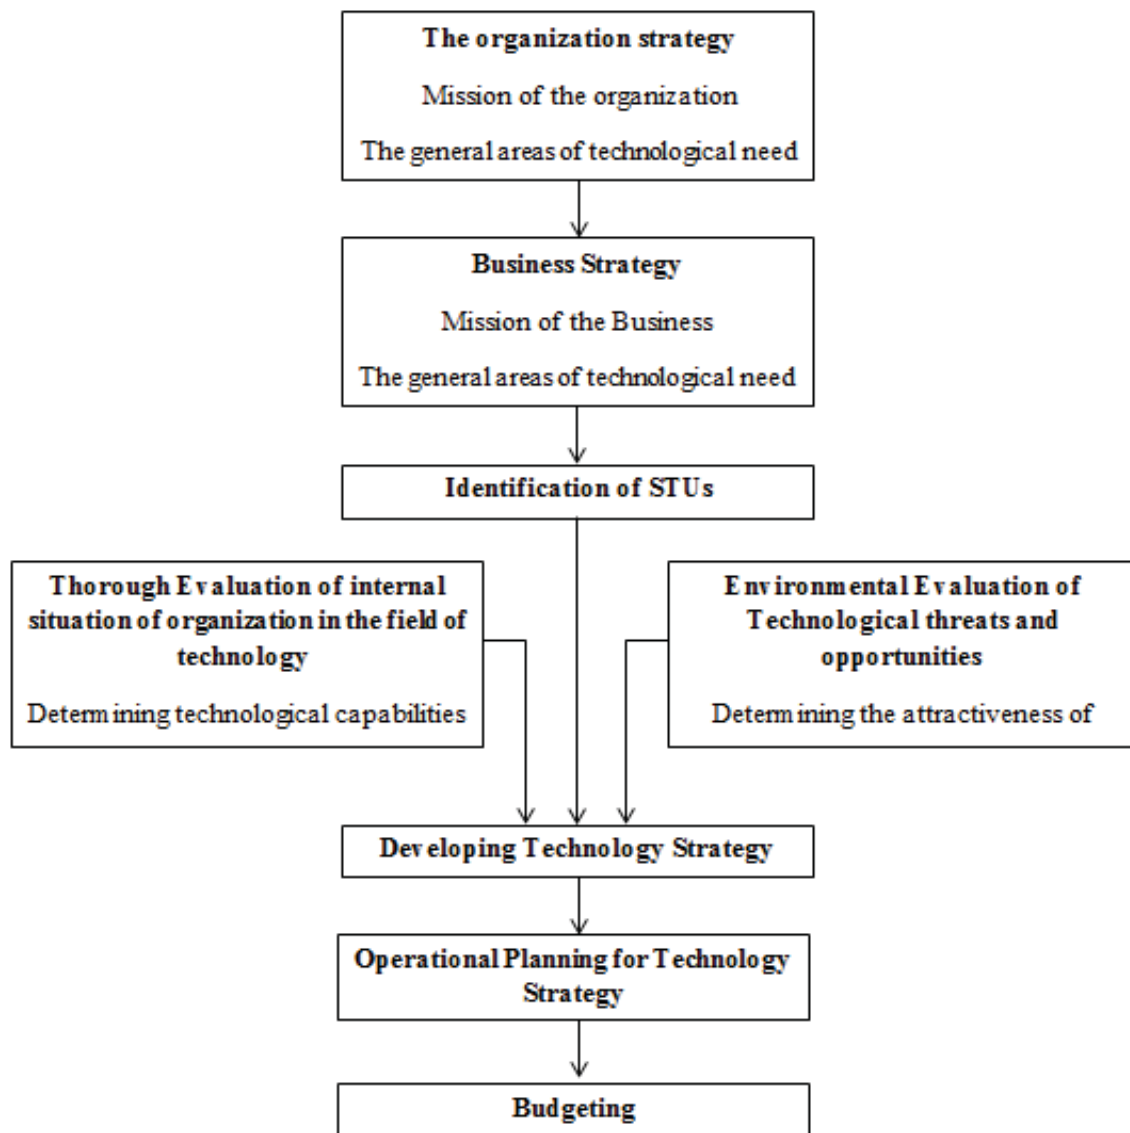 The organization strategy
Mission of the organization
The general areas of technological need
Business Strategy
Mission of the Business
The general areas of technological need
Identification of STUs
Thorough Evaluation of internal
situation of organization in the field of
technology
Determining technological capabilities
Environmental Evaluation of
Technological threats and
opportunities
Determining the attractiveness of
Developing Technology Strategy
Operational Planning for Technology
Strategy
Budgeting